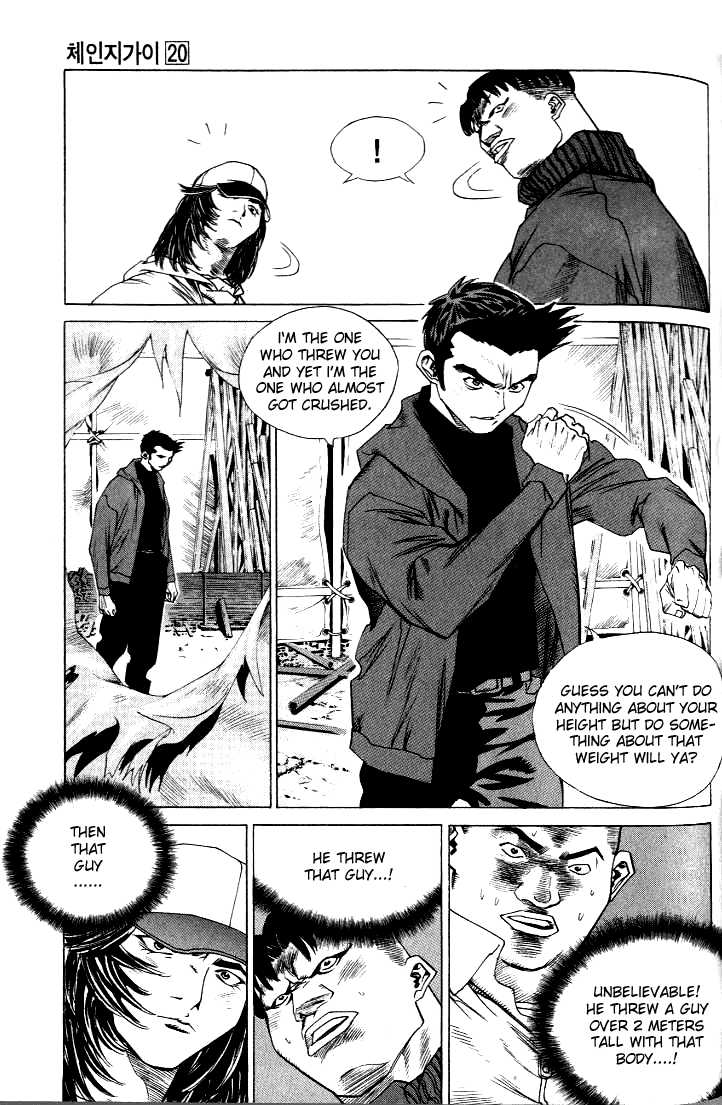 체인지가이 20
!
I'M THE ONE
WHO THREW YOU
AND YET I'M THE
ONE WHO ALMOST
GOT CRUSHED.
GUESS YOU CAN'T DO
ANYTHING ABOUT YOUR
HEIGHT BUT DO SOME-
THING ABOUT THAT
WEIGHT WILL YA?
THEN
THAT
GUY
......
HE THREW
THAT GUY...!
UNBELIEVABLE!
HE THREW A GUY
OVER 2 METERS
TALL WITH THAT
BODY....!